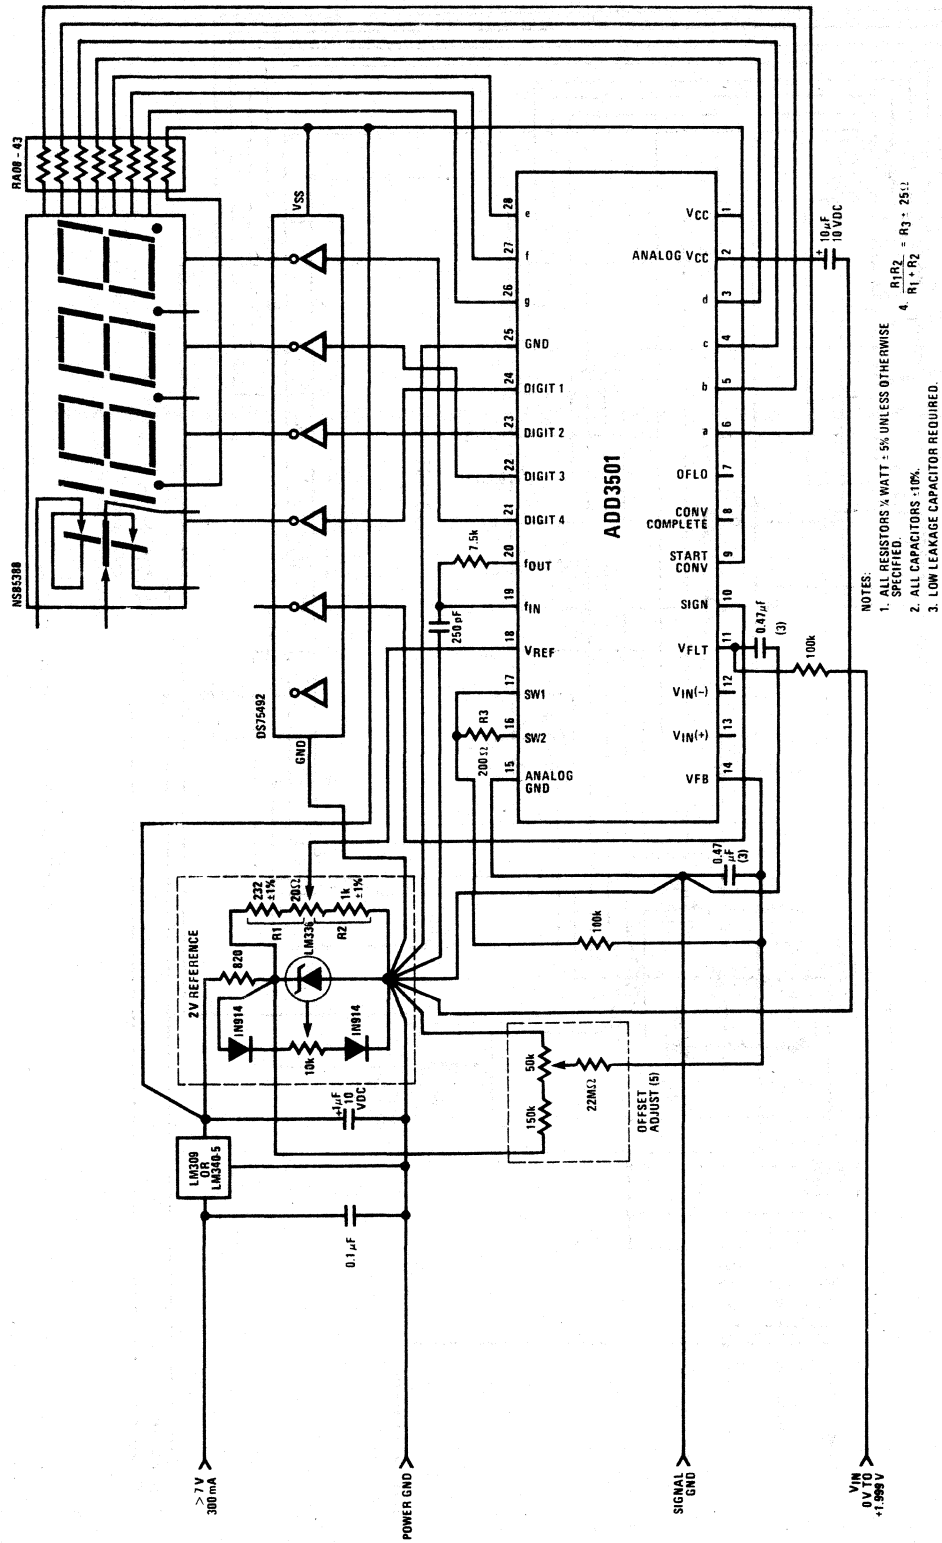 RA08 - 43
NSB5388
VSS
DS75492
GND
28
e
27
f
26
g
25
GND
24
DIGIT 1
23
DIGIT 2
22
DIGIT 3
21
DIGIT 4
20
fOUT
19
fIN
18
VREF
17
SW1
16
SW2
15
ANALOG
GND
ADD3501
VCC
1
ANALOG VCC
2
d
3
c
4
b
5
a
6
OFLO
7
CONV
COMPLETE
8
START
CONV
9
SIGN
10
VFLT
11
VIN(−)
12
VIN(+)
13
VFB
14
+
10μF
10 VDC
7.5k
250 pF
R3
200Ω
0.47μF
(3)
100k
0.47
μF
(3)
100k
2V REFERENCE
232
±1%
20Ω
1k
±1%
R1
R2
LM336
820
IN914
10k
IN914
+1μF
10
VDC
LM309
OR
LM340-5
0.1 μF
50k
150k
22MΩ
OFFSET
ADJUST (5)
>7V
300 mA
POWER GND
SIGNAL
GND
VIN
0 V TO
+1.999 V
NOTES:
1. ALL RESISTORS ¼ WATT ± 5% UNLESS OTHERWISE
SPECIFIED.
2. ALL CAPACITORS ±10%.
3. LOW LEAKAGE CAPACITOR REQUIRED.
4. R1R2 / R1 + R2 = R3 ± 25Ω